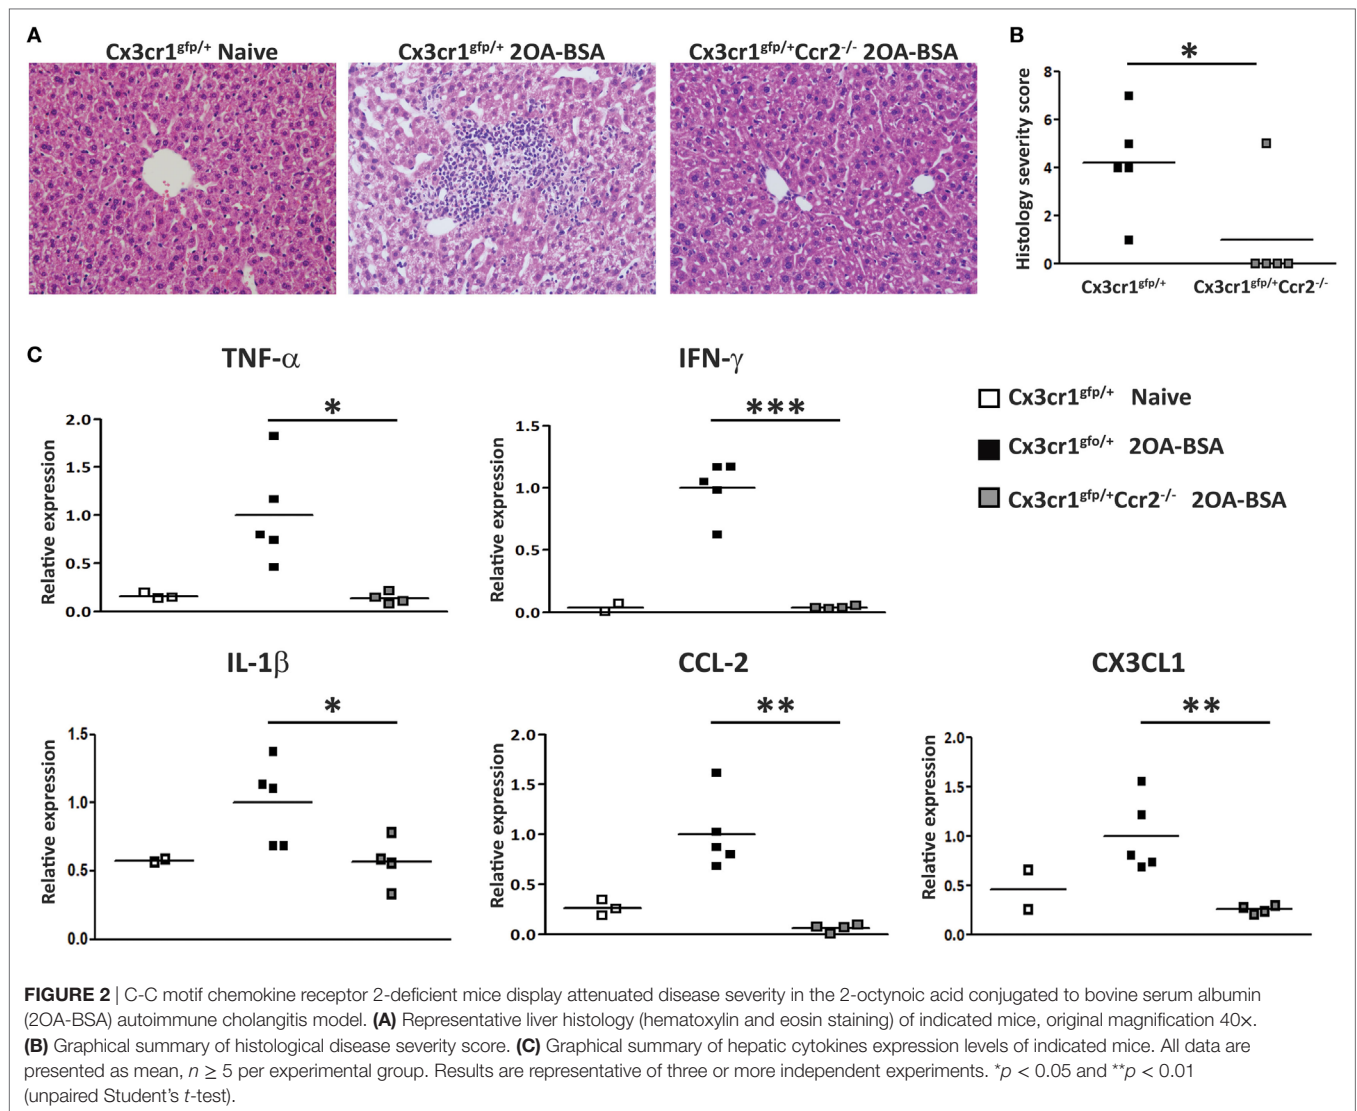 A
Cx3cr1gfp/+ Naive
Cx3cr1gfp/+ 2OA-BSA
Cx3cr1gfp/+Ccr2-/- 2OA-BSA
B
*
Histology severity score
8
6
4
2
0
Cx3cr1gfp/+
Cx3cr1gfp/+Ccr2-/-
C
TNF-α
*
Relative expression
2.0
1.5
1.0
0.5
0.0
IFN-γ
***
Relative expression
1.5
1.0
0.5
0.0
Cx3cr1gfp/+ Naive
Cx3cr1gfo/+ 2OA-BSA
Cx3cr1gfp/+Ccr2-/- 2OA-BSA
IL-1β
*
Relative expression
1.5
1.0
0.5
0.0
CCL-2
**
Relative expression
2.0
1.5
1.0
0.5
0.0
CX3CL1
**
Relative expression
2.0
1.5
1.0
0.5
0.0
FIGURE 2 | C-C motif chemokine receptor 2-deficient mice display attenuated disease severity in the 2-octynoic acid conjugated to bovine serum albumin
(2OA-BSA) autoimmune cholangitis model. (A) Representative liver histology (hematoxylin and eosin staining) of indicated mice, original magnification 40×.
(B) Graphical summary of histological disease severity score. (C) Graphical summary of hepatic cytokines expression levels of indicated mice. All data are
presented as mean, n ≥ 5 per experimental group. Results are representative of three or more independent experiments. *p < 0.05 and **p < 0.01
(unpaired Student's t-test).